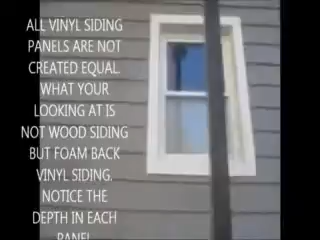 ALL VINYL SIDING
PANELS ARE NOT
CREATED EQUAL.
WHAT YOUR
LOOKING AT IS
NOT WOOD SIDING
BUT FOAM BACK
VINYL SIDING.
NOTICE THE
DEPTH IN EACH
PANEL